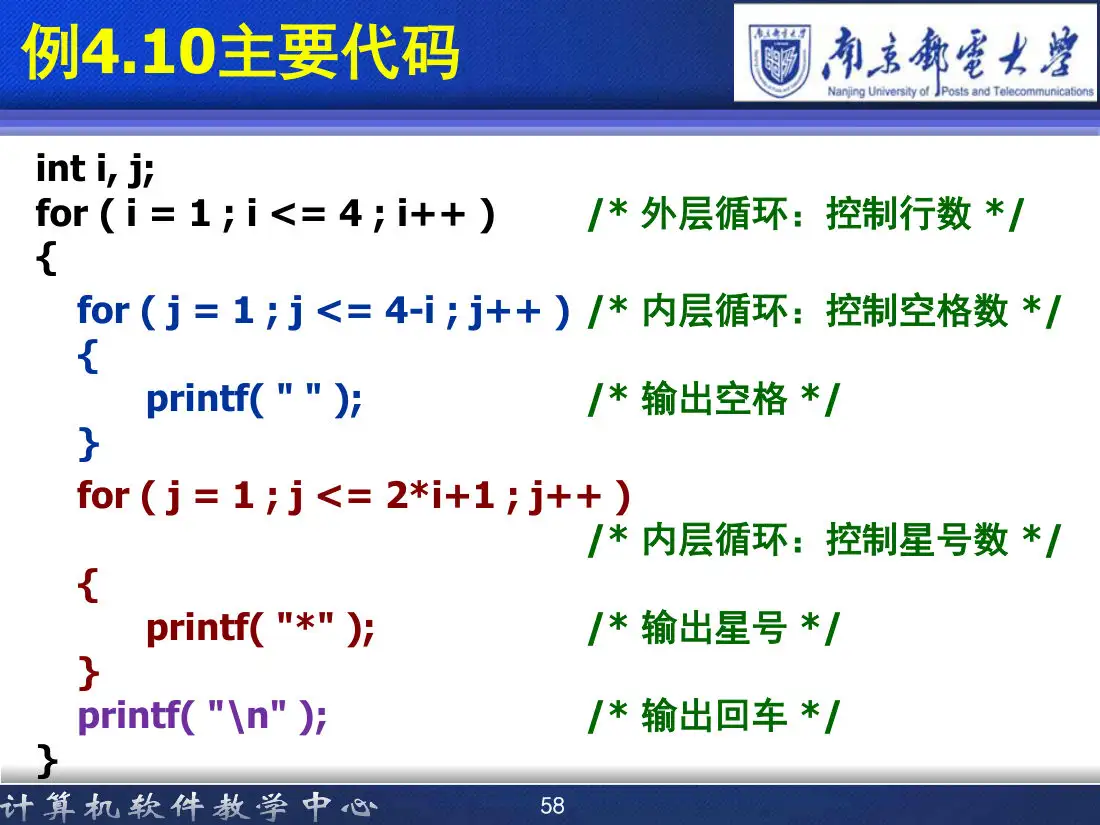 例4.10主要代码
南京邮电大学
Nanjing University of Posts and Telecommunications
int i, j;
for ( i = 1 ; i <= 4 ; i++ ) /* 外层循环：控制行数 */
{
for ( j = 1 ; j <= 4-i ; j++ ) /* 内层循环：控制空格数 */
{
printf( " " ); /* 输出空格 */
}
for ( j = 1 ; j <= 2*i+1 ; j++ )
/* 内层循环：控制星号数 */
{
printf( "*" ); /* 输出星号 */
}
printf( "\n" ); /* 输出回车 */
}
计算机软件教学中心
58